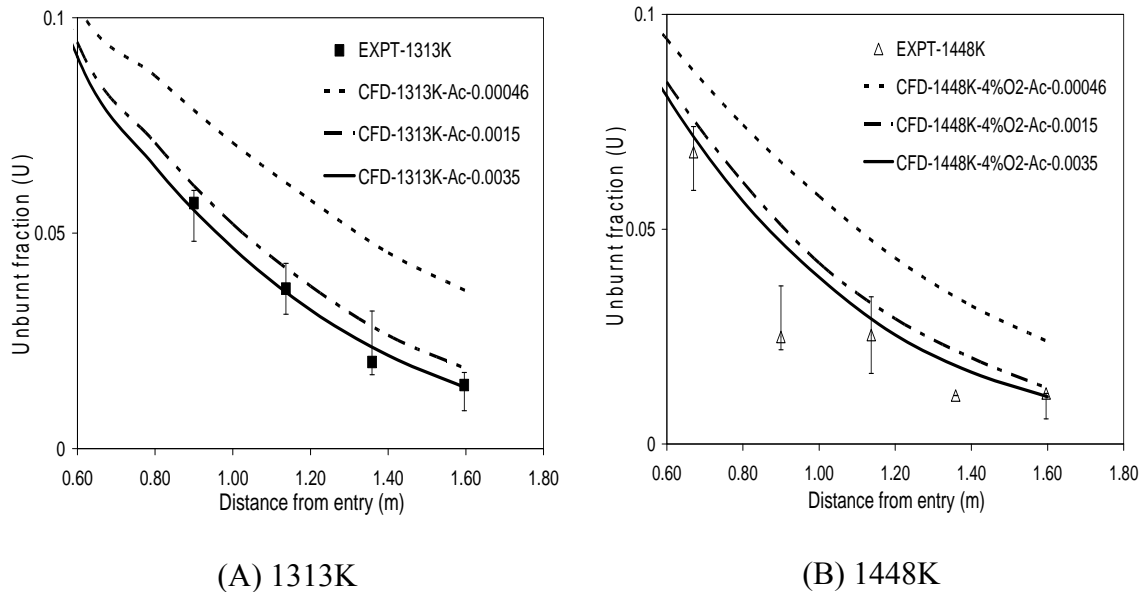 0.1
0.05
0
Unburnt fraction (U)
EXPT-1313K
CFD-1313K-Ac-0.00046
CFD-1313K-Ac-0.0015
CFD-1313K-Ac-0.0035
0.60 0.80 1.00 1.20 1.40 1.60 1.80
Distance from entry (m)
(A) 1313K
0.1
0.05
0
Unburnt fraction (U)
EXPT-1448K
CFD-1448K-4%O2-Ac-0.00046
CFD-1448K-4%O2-Ac-0.0015
CFD-1448K-4%O2-Ac-0.0035
0.60 0.80 1.00 1.20 1.40 1.60 1.80
Distance from entry (m)
(B) 1448K